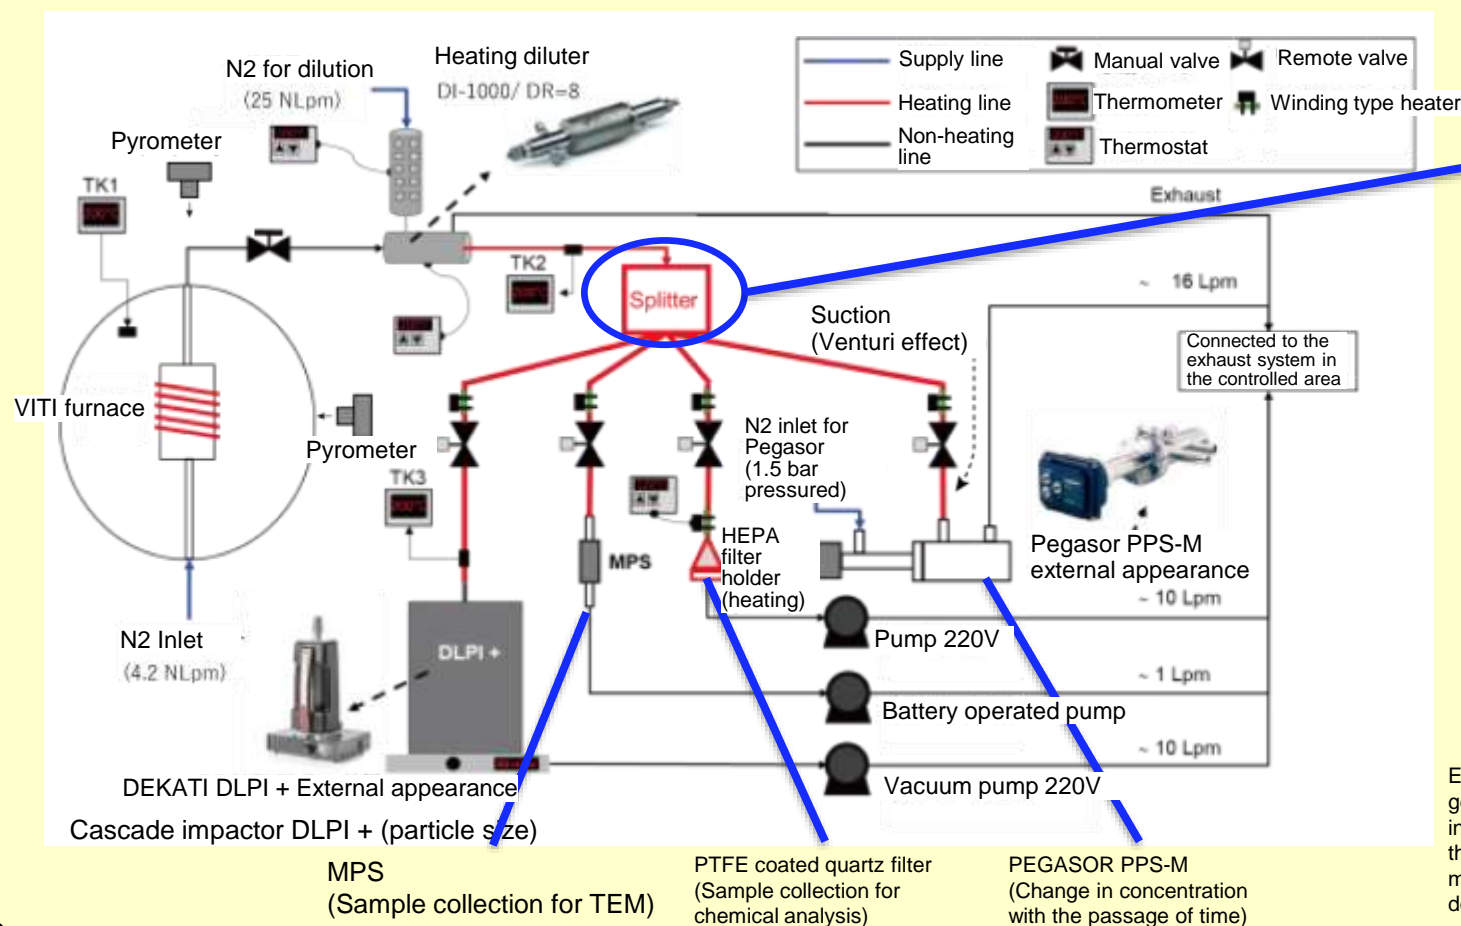 Heating diluter
DI-1000/ DR=8
N2 for dilution
(25 NLpm)
Pyrometer
TK1
Supply line
Heating line
Non-heating
line
Manual valve
Thermometer
Thermostat
Remote valve
Winding type heater
Exhaust
TK2
Splitter
~ 16 Lpm
Suction
(Venturi effect)
Connected to the
exhaust system in
the controlled area
VITI furnace
Pyrometer
TK3
N2 inlet for
Pegasor
(1.5 bar
pressured)
MPS
HEPA
filter
holder
(heating)
Pegasor PPS-M
external appearance
~ 10 Lpm
N2 Inlet
(4.2 NLpm)
DLPI +
Pump 220V
~ 1 Lpm
Battery operated pump
~ 10 Lpm
Vacuum pump 220V
DEKATI DLPI + External appearance
Cascade impactor DLPI + (particle size)
MPS
(Sample collection for TEM)
PTFE coated quartz filter
(Sample collection for
chemical analysis)
PEGASOR PPS-M
(Change in concentration
with the passage of time)